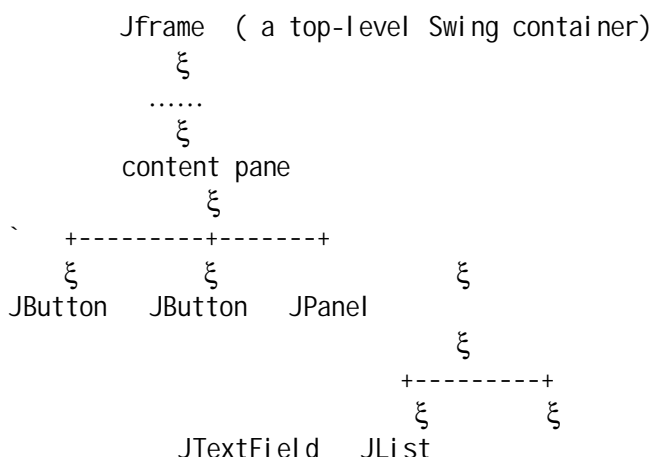 Jframe ( a top-level Swing container)
ξ
......
ξ
content pane
ξ
` +---------+-------+
ξ ξ ξ
JButton JButton JPanel
ξ
+---------+
ξ ξ
JTextField JList